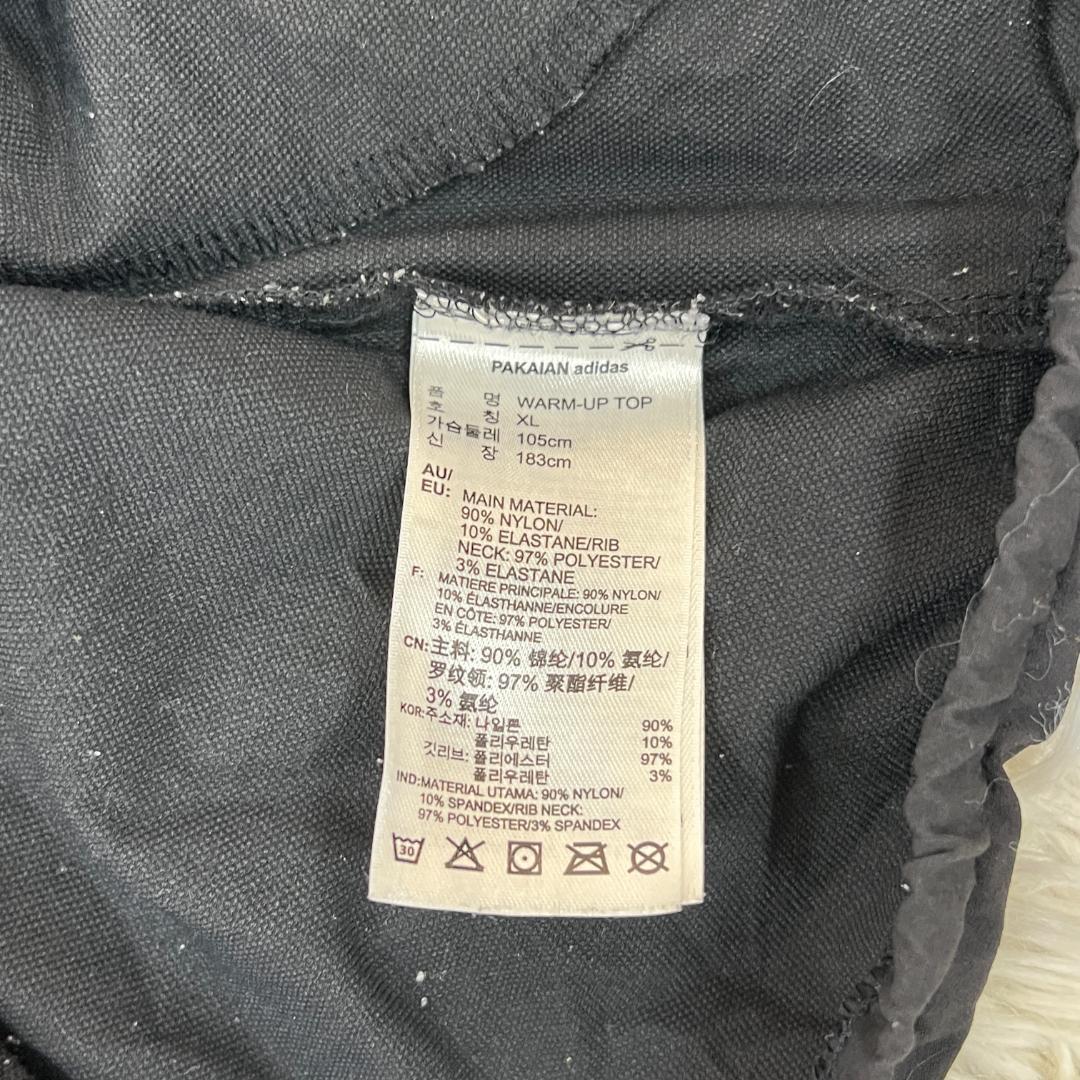 PAKAIAN adidas
품 명 WARM-UP TOP
호 칭 XL
가슴둘레 105cm
신 장 183cm
AU/
EU: MAIN MATERIAL:
90% NYLON/
10% ELASTANE/RIB
NECK: 97% POLYESTER/
3% ELASTANE
F: MATIERE PRINCIPALE: 90% NYLON/
10% ÉLASTHANNE/ENCOLURE
EN CÔTE: 97% POLYESTER/
3% ÉLASTHANNE
CN:主料: 90% 锦纶/10% 氨纶/
罗纹领: 97% 聚酯纤维/
3% 氨纶
KOR:주소재: 나일론 90%
폴리우레탄 10%
깃리브: 폴리에스터 97%
폴리우레탄 3%
IND:MATERIAL UTAMA: 90% NYLON/
10% SPANDEX/RIB NECK:
97% POLYESTER/3% SPANDEX
30